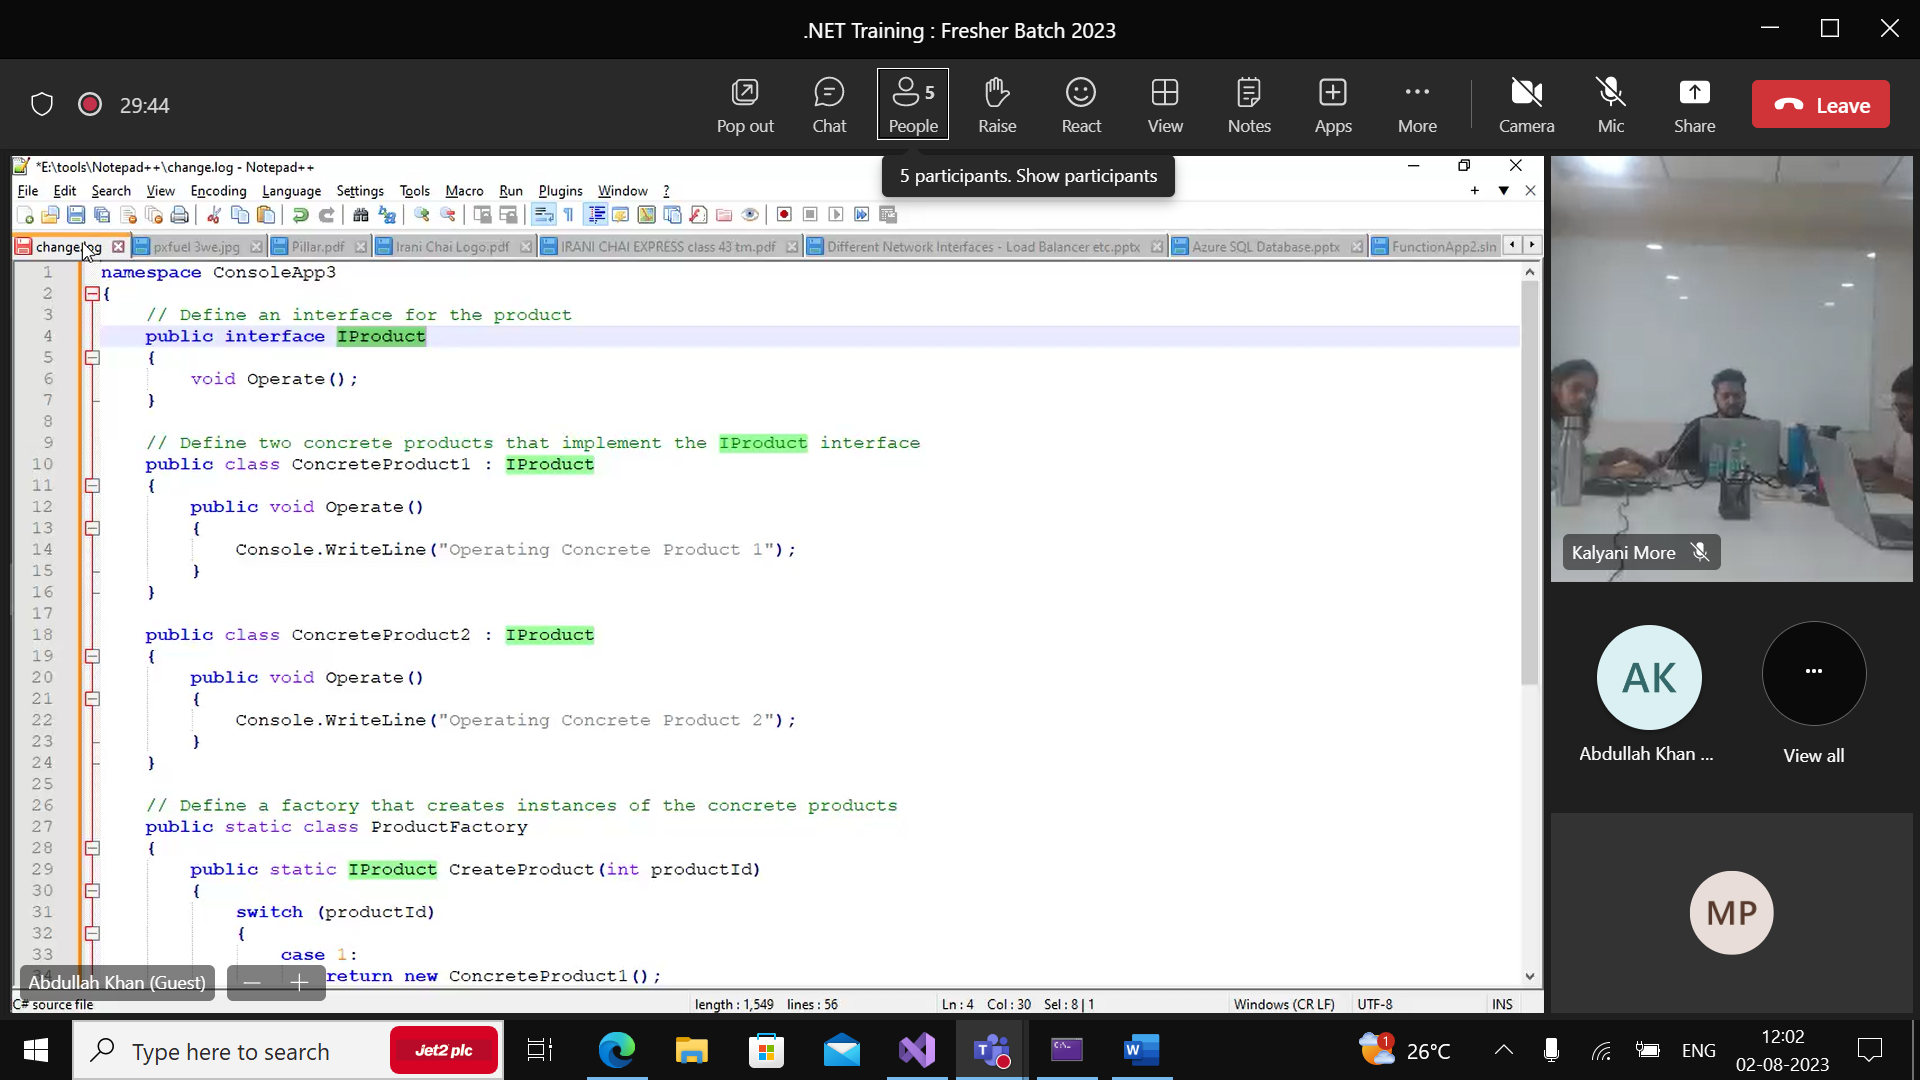 .NET Training : Fresher Batch 2023
29:44
Pop out
Chat
5
People
Raise
React
View
Notes
Apps
More
Camera
Mic
Share
Leave
5 participants. Show participants
*E:\tools\Notepad++\change.log - Notepad++
File Edit Search View Encoding Language Settings Tools Macro Run Plugins Window ?
change.log pxfuel 3we.jpg Pillar.pdf Irani Chai Logo.pdf IRANI CHAI EXPRESS class 43 tm.pdf Different Network Interfaces - Load Balancer etc.pptx Azure SQL Database.pptx FunctionApp2.sln
1 namespace ConsoleApp3
2 {
3 // Define an interface for the product
4 public interface IProduct
5 {
6 void Operate();
7 }
8
9 // Define two concrete products that implement the IProduct interface
10 public class ConcreteProduct1 : IProduct
11 {
12 public void Operate()
13 {
14 Console.WriteLine("Operating Concrete Product 1");
15 }
16 }
17
18 public class ConcreteProduct2 : IProduct
19 {
20 public void Operate()
21 {
22 Console.WriteLine("Operating Concrete Product 2");
23 }
24 }
25
26 // Define a factory that creates instances of the concrete products
27 public static class ProductFactory
28 {
29 public static IProduct CreateProduct(int productId)
30 {
31 switch (productId)
32 {
33 case 1:
34 return new ConcreteProduct1();
Abdullah Khan (Guest)
C# source file length : 1,549 lines : 56 Ln : 4 Col : 30 Sel : 8 | 1 Windows (CR LF) UTF-8 INS
Kalyani More
AK
Abdullah Khan ...
View all
MP
Type here to search
Jet2 plc
1
26°C
ENG
12:02
02-08-2023